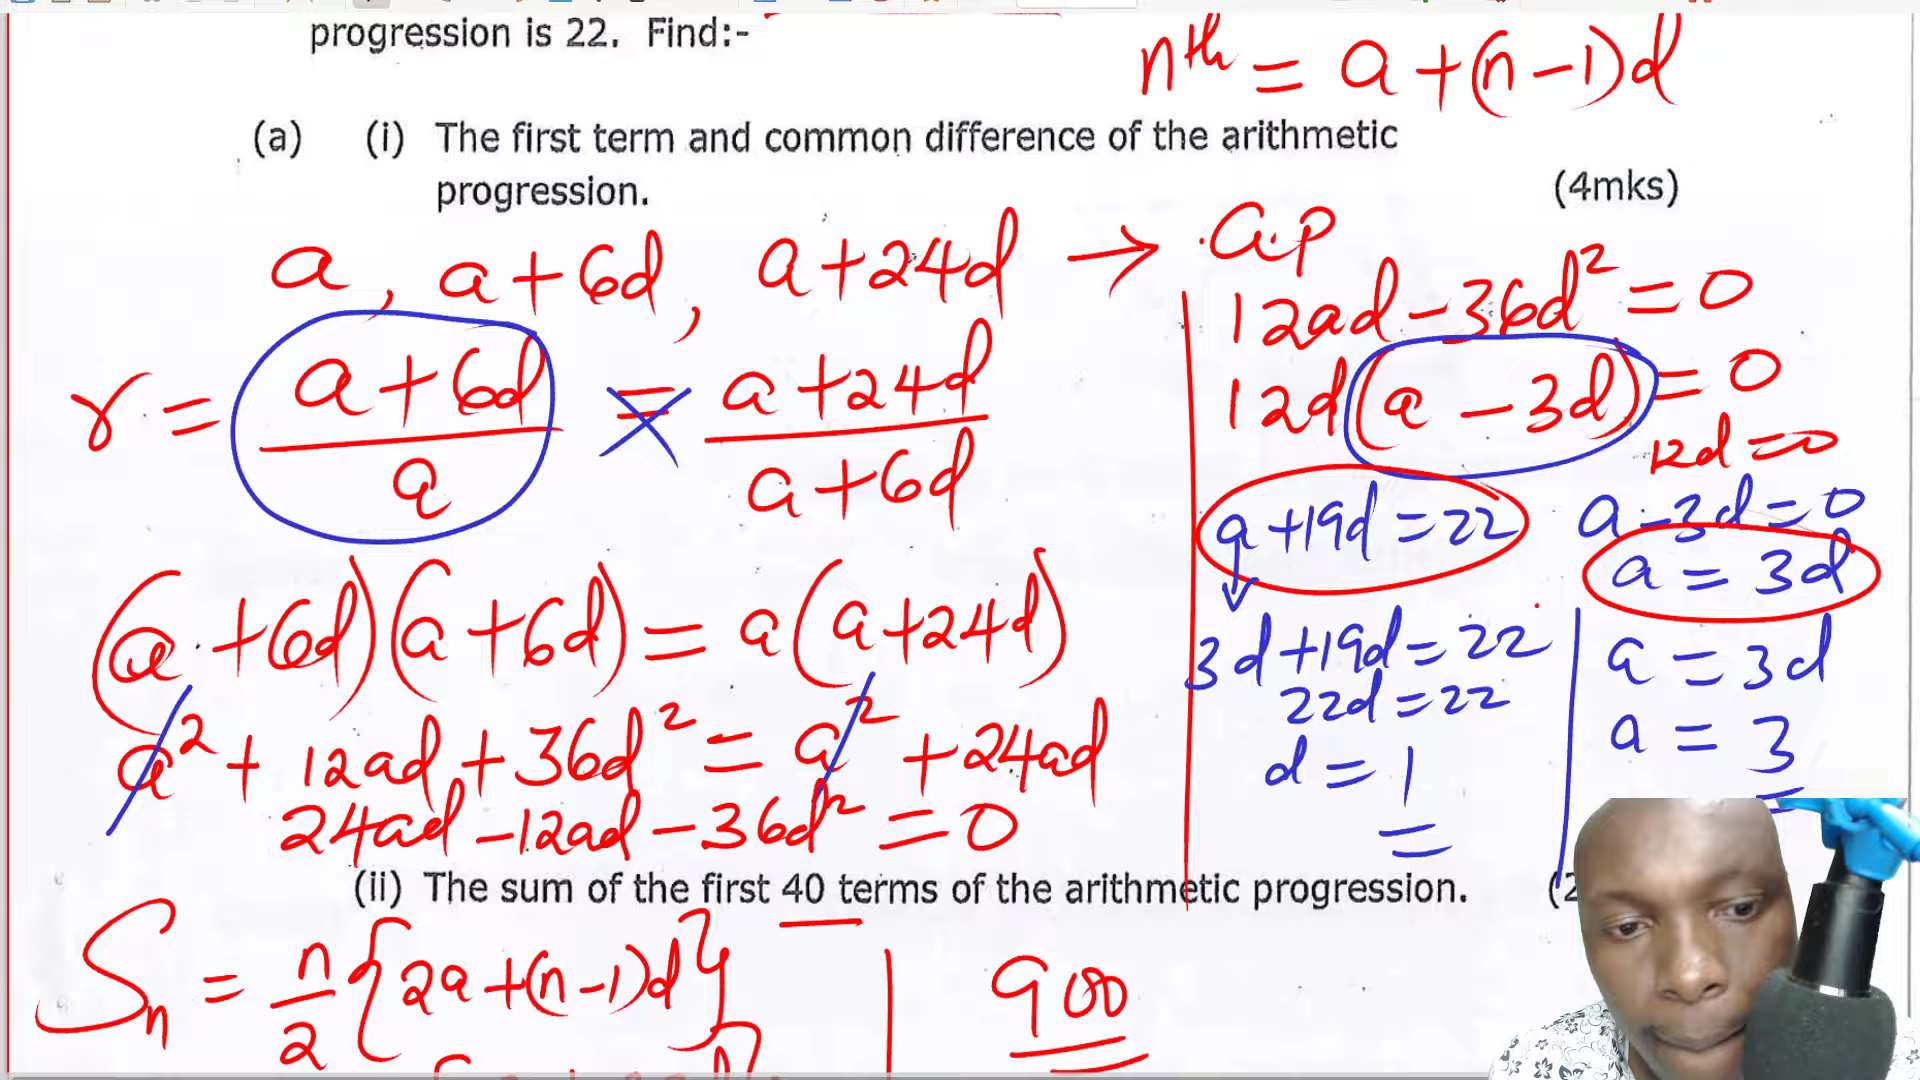 progression is 22. Find:-
nth = a + (n - 1)d
(a) (i) The first term and common difference of the arithmetic
progression.
(4mks)
a, a + 6d, a + 24d → a.p
r = a + 6d / a = a + 24d / a + 6d
(a + 6d)(a + 6d) = a(a + 24d)
a² + 12ad + 36d² = a² + 24ad
24ad - 12ad - 36d² = 0
12ad - 36d² = 0
12d(a - 3d) = 0
12d = 0
a + 19d = 22
a - 3d = 0
a = 3d
3d + 19d = 22
22d = 22
d = 1
a = 3d
a = 3
(ii) The sum of the first 40 terms of the arithmetic progression. (2
Sn = n/2 {2a + (n - 1)d}
900